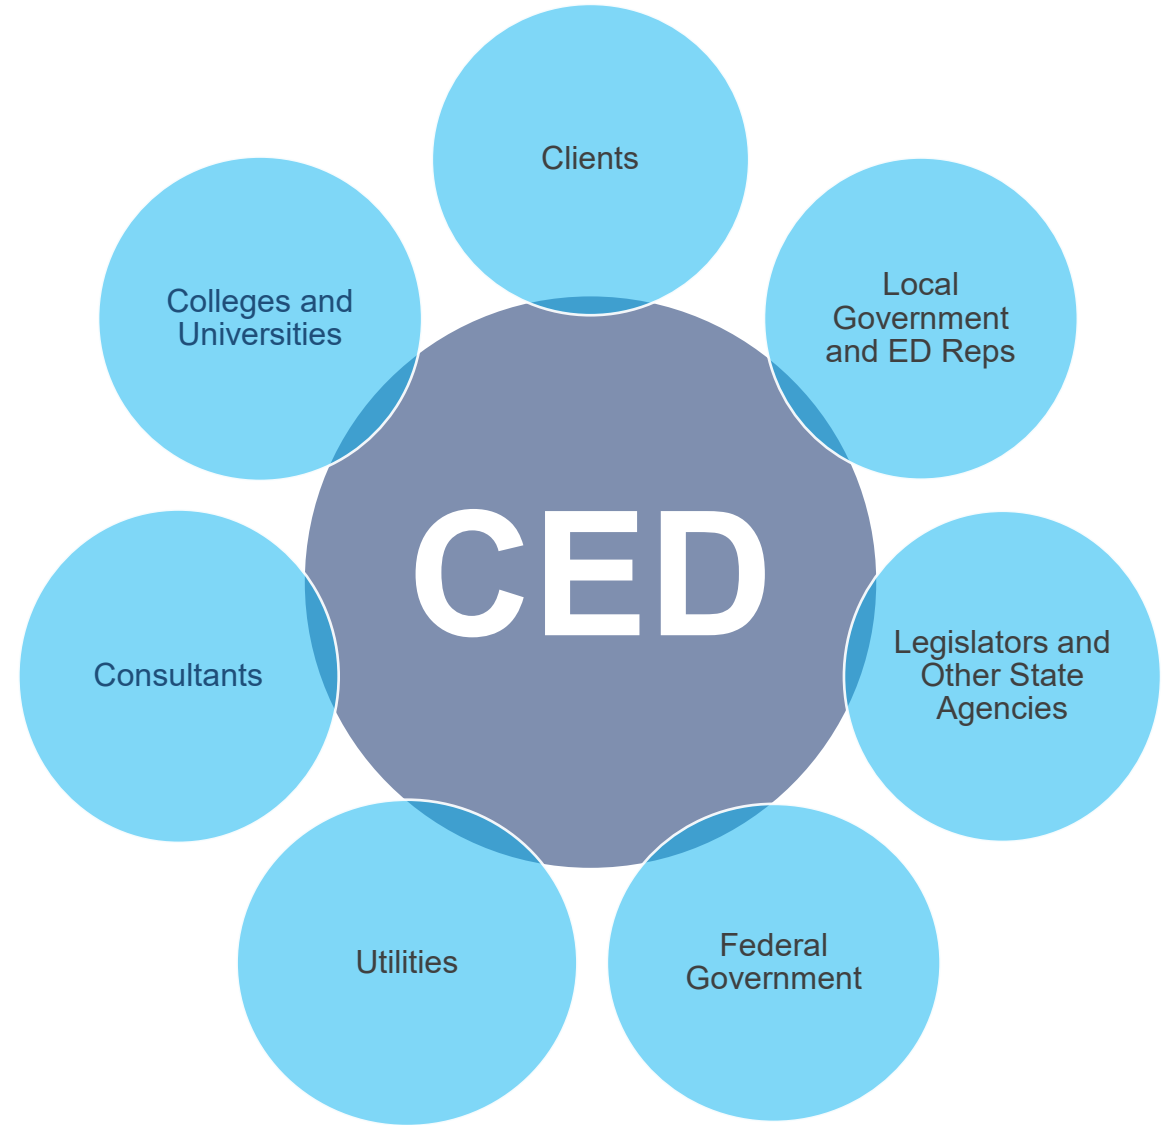 Clients
Colleges and
Universities
Local
Government
and ED Reps
CED
Consultants
Legislators and
Other State
Agencies
Utilities
Federal
Government